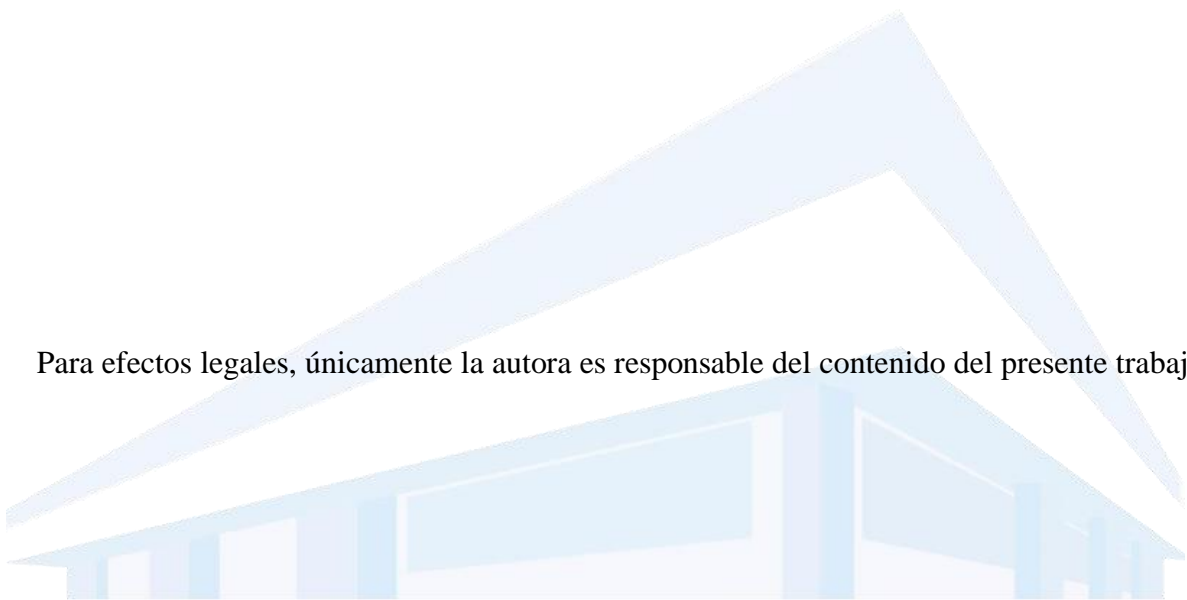 Para efectos legales, únicamente la autora es responsable del contenido del presente trabaj